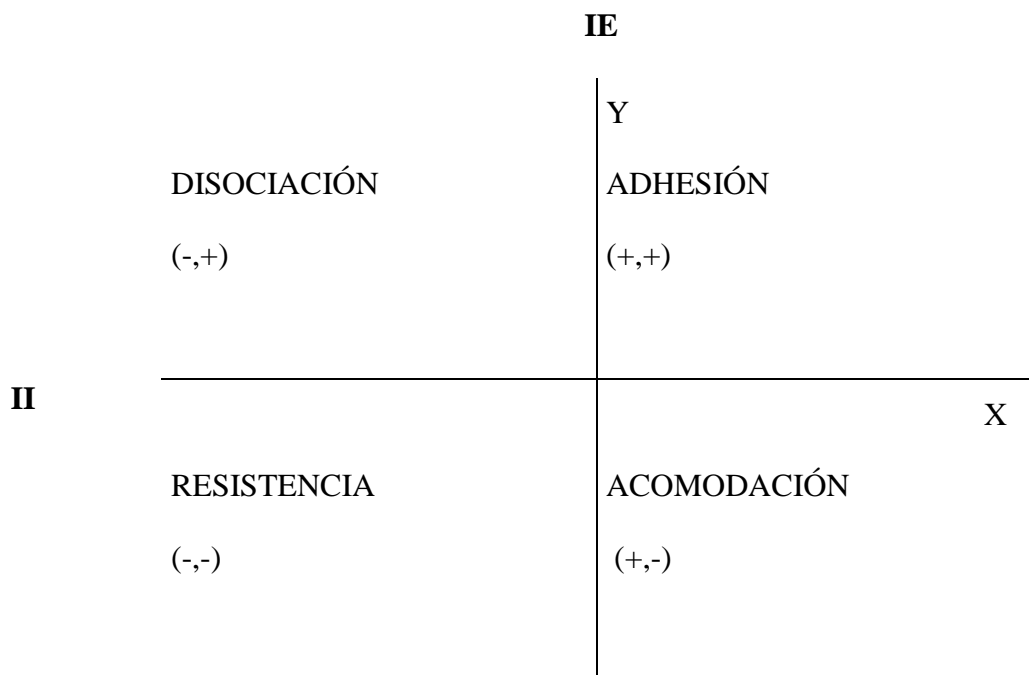 IE
Y
DISOCIACIÓN
ADHESIÓN
(-,+)
(+,+)
II
X
RESISTENCIA
ACOMODACIÓN
(-,-)
(+,-)